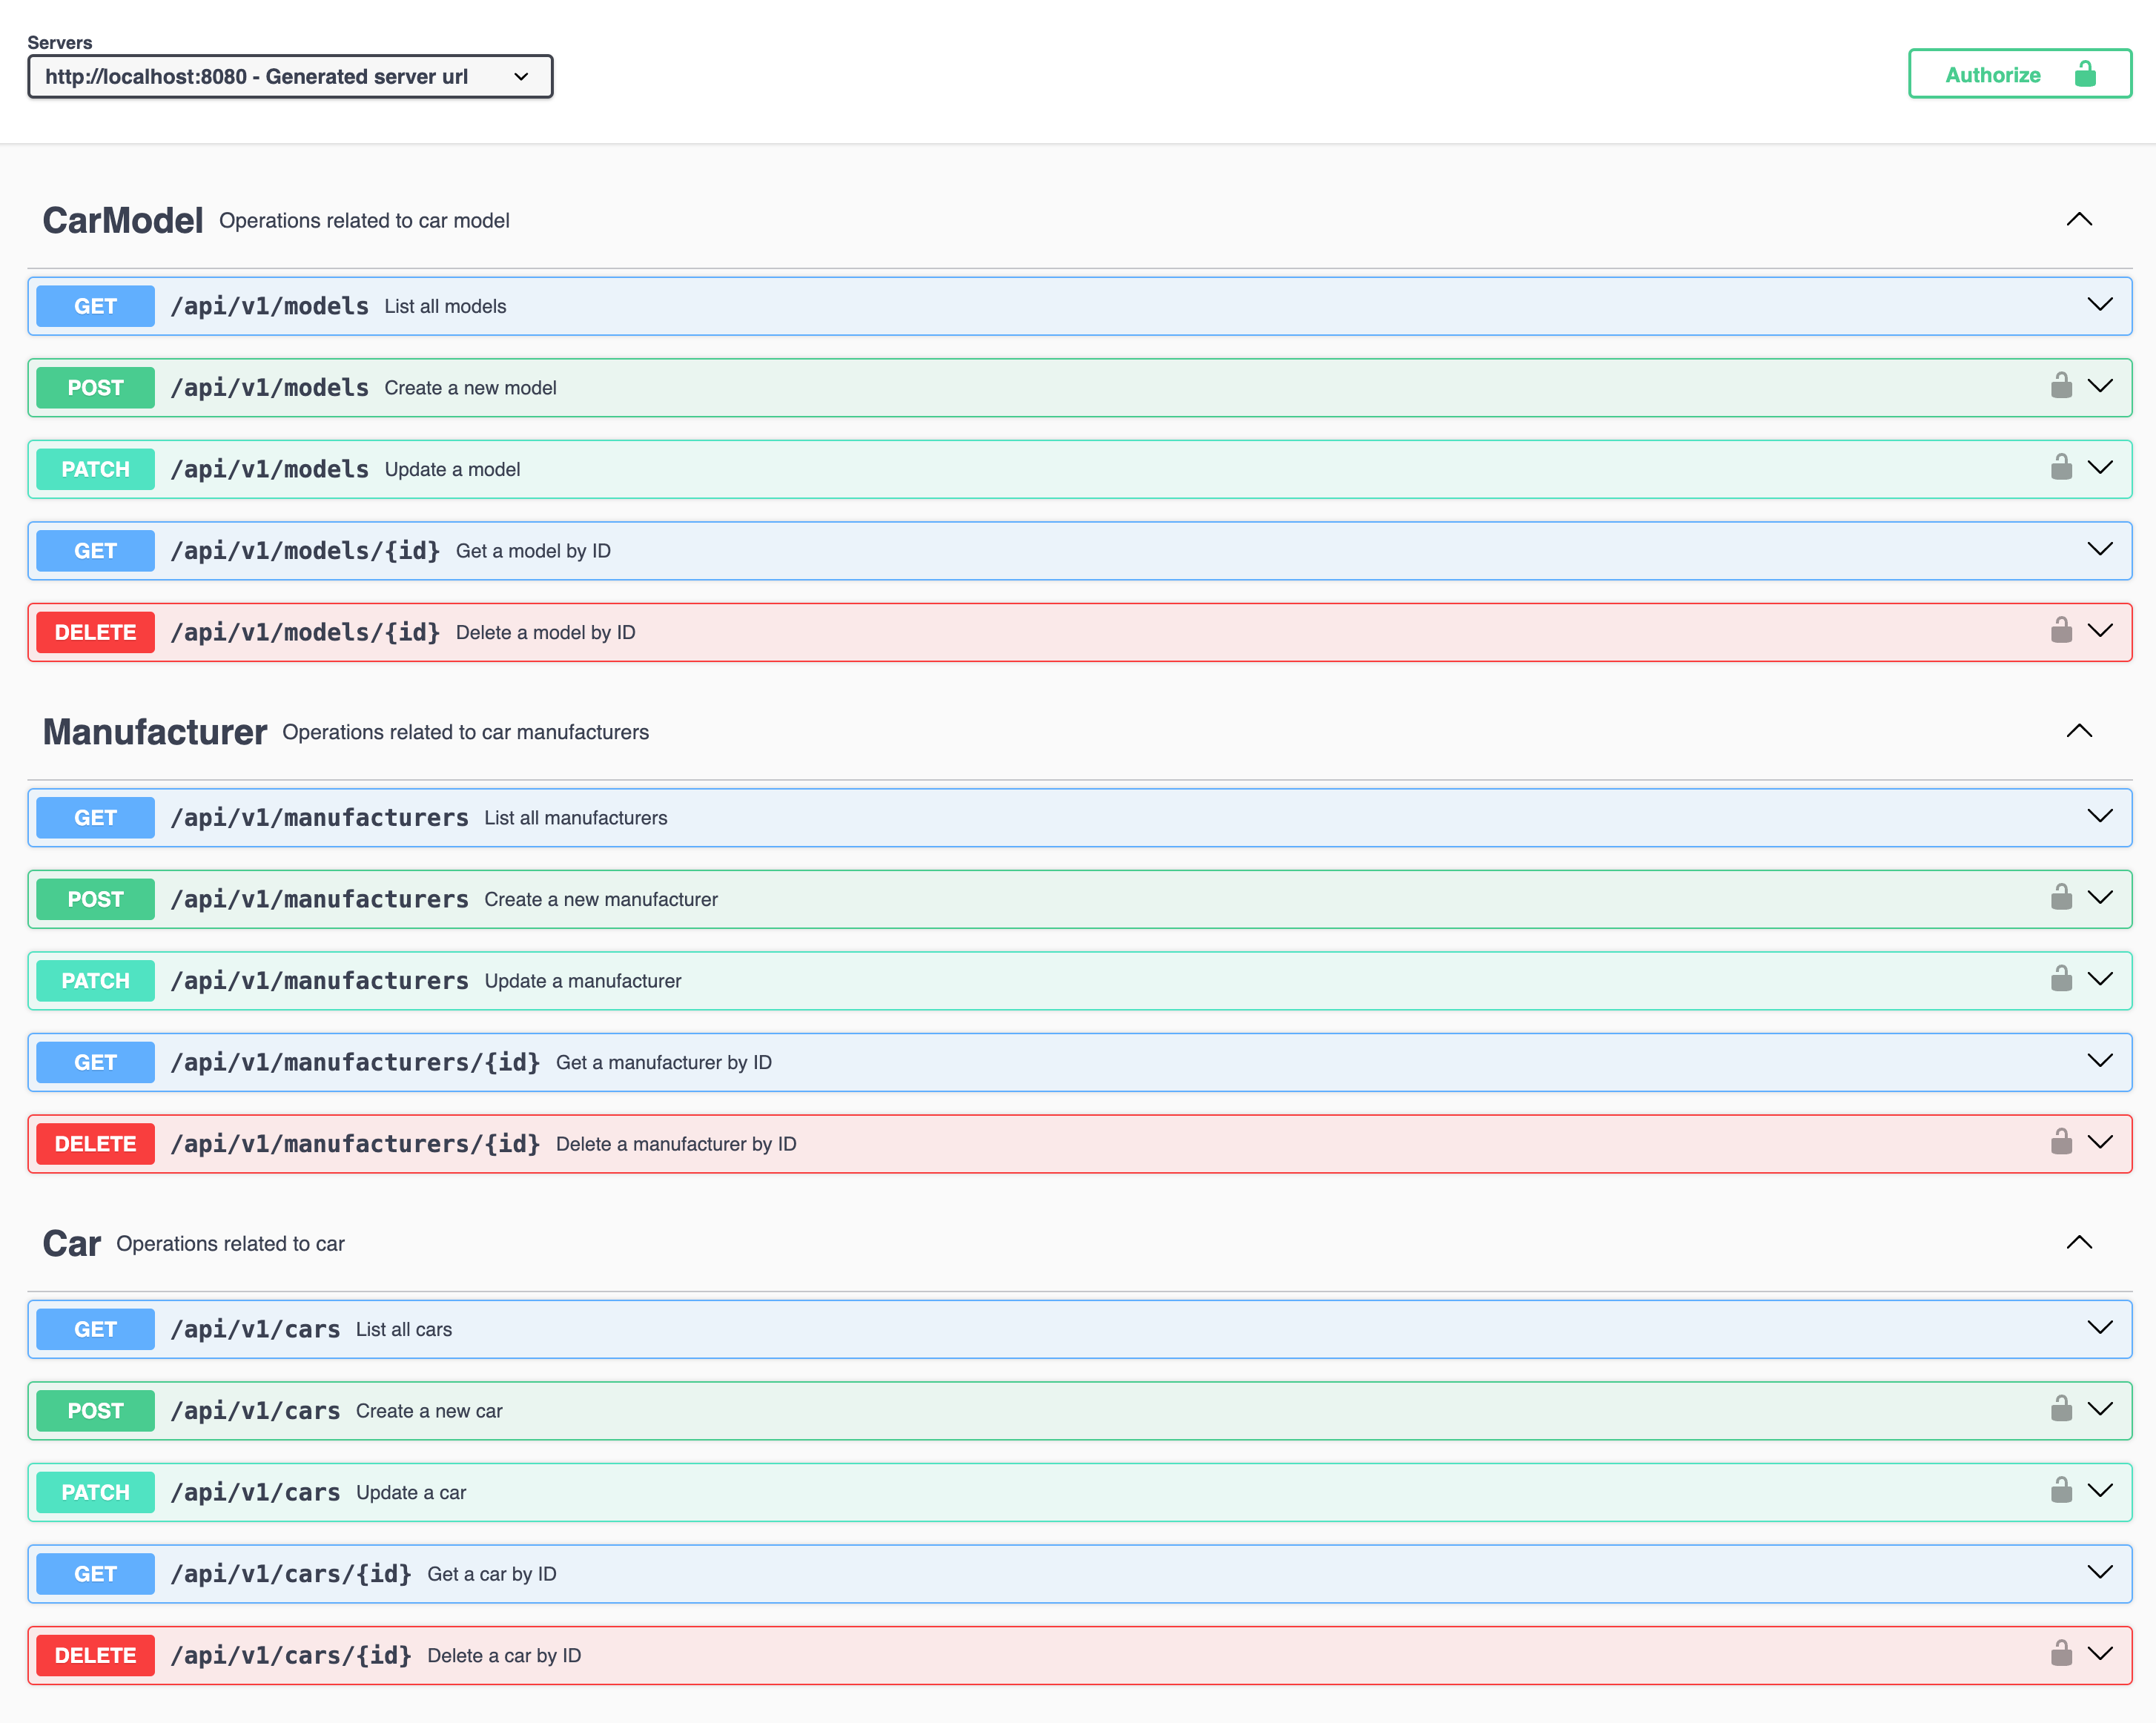 Servers
http://localhost:8080 - Generated server url
Authorize
CarModel Operations related to car model
GET /api/v1/models List all models
POST /api/v1/models Create a new model
PATCH /api/v1/models Update a model
GET /api/v1/models/{id} Get a model by ID
DELETE /api/v1/models/{id} Delete a model by ID
Manufacturer Operations related to car manufacturers
GET /api/v1/manufacturers List all manufacturers
POST /api/v1/manufacturers Create a new manufacturer
PATCH /api/v1/manufacturers Update a manufacturer
GET /api/v1/manufacturers/{id} Get a manufacturer by ID
DELETE /api/v1/manufacturers/{id} Delete a manufacturer by ID
Car Operations related to car
GET /api/v1/cars List all cars
POST /api/v1/cars Create a new car
PATCH /api/v1/cars Update a car
GET /api/v1/cars/{id} Get a car by ID
DELETE /api/v1/cars/{id} Delete a car by ID